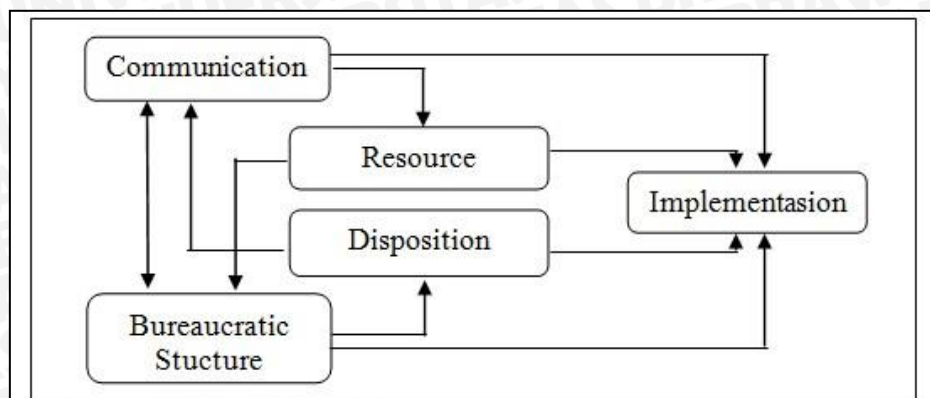 Communication
Resource
Implementasion
Disposition
Bureaucratic
Stucture